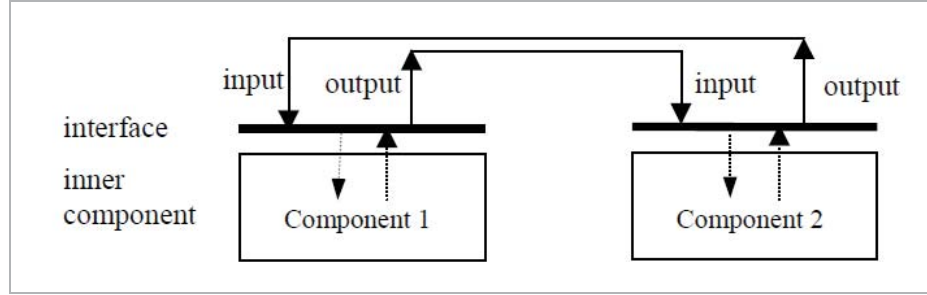 input
output
input
output
interface
inner
component
Component 1
Component 2